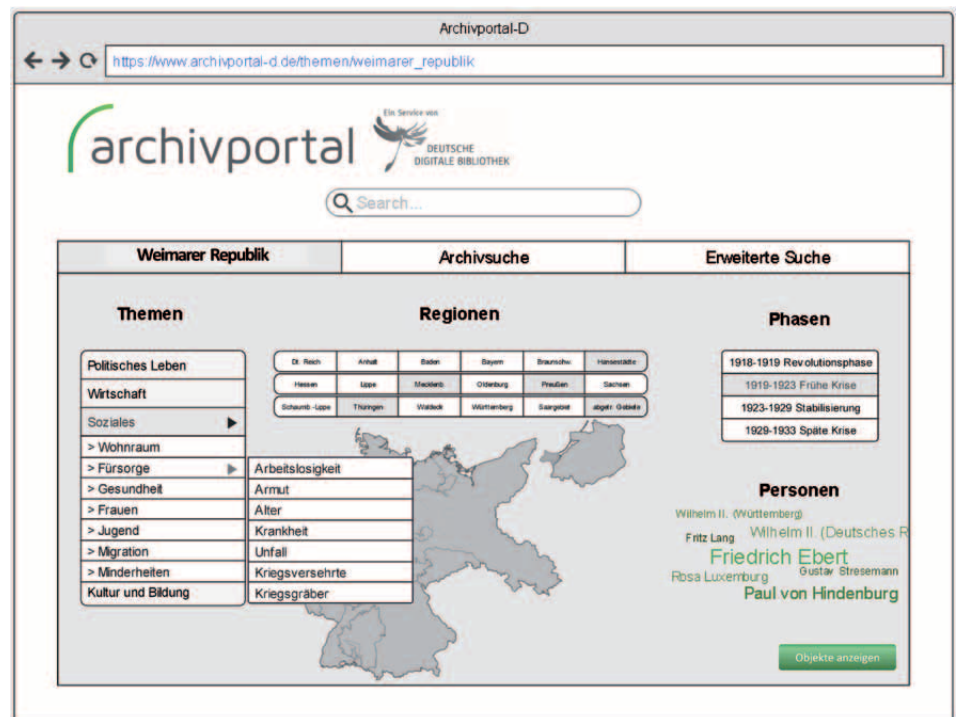 Archivportal-D
https://www.archivportal-d.de/themen/weimarer_republik
archivportal
Ein Service von
DEUTSCHE
DIGITALE BIBLIOTHEK
Search...
Weimarer Republik
Archivsuche
Erweiterte Suche
Themen
Politisches Leben
Wirtschaft
Soziales
> Wohnraum
> Fürsorge
> Gesundheit
> Frauen
> Jugend
> Migration
> Minderheiten
Kultur und Bildung
Arbeitslosigkeit
Armut
Alter
Krankheit
Unfall
Kriegsversehrte
Kriegsgräber
Regionen
Dt. Reich Anhalt Baden Bayern Braunschw. Hansestädte
Hessen Lippe Mecklenb. Oldenburg Preußen Sachsen
Schaumb.-Lippe Thüringen Waldeck Württemberg Saargebiet abgetr. Gebiete
Phasen
1918-1919 Revolutionsphase
1919-1923 Frühe Krise
1923-1929 Stabilisierung
1929-1933 Späte Krise
Personen
Wilhelm II. (Württemberg)
Fritz Lang Wilhelm II. (Deutsches R
Friedrich Ebert
Rosa Luxemburg Gustav Stresemann
Paul von Hindenburg
Objekte anzeigen